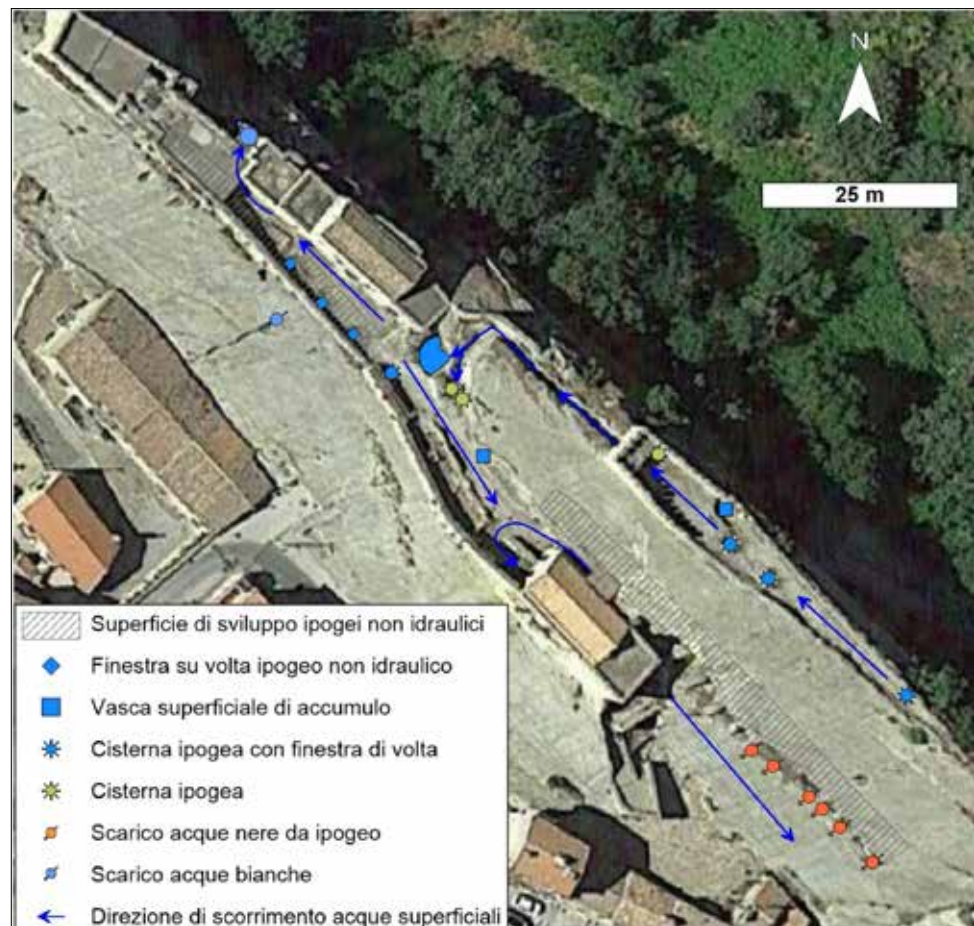 N
25 m
Superficie di sviluppo ipogei non idraulici
Finestra su volta ipogeo non idraulico
Vasca superficiale di accumulo
Cisterna ipogea con finestra di volta
Cisterna ipogea
Scarico acque nere da ipogeo
Scarico acque bianche
Direzione di scorrimento acque superficiali